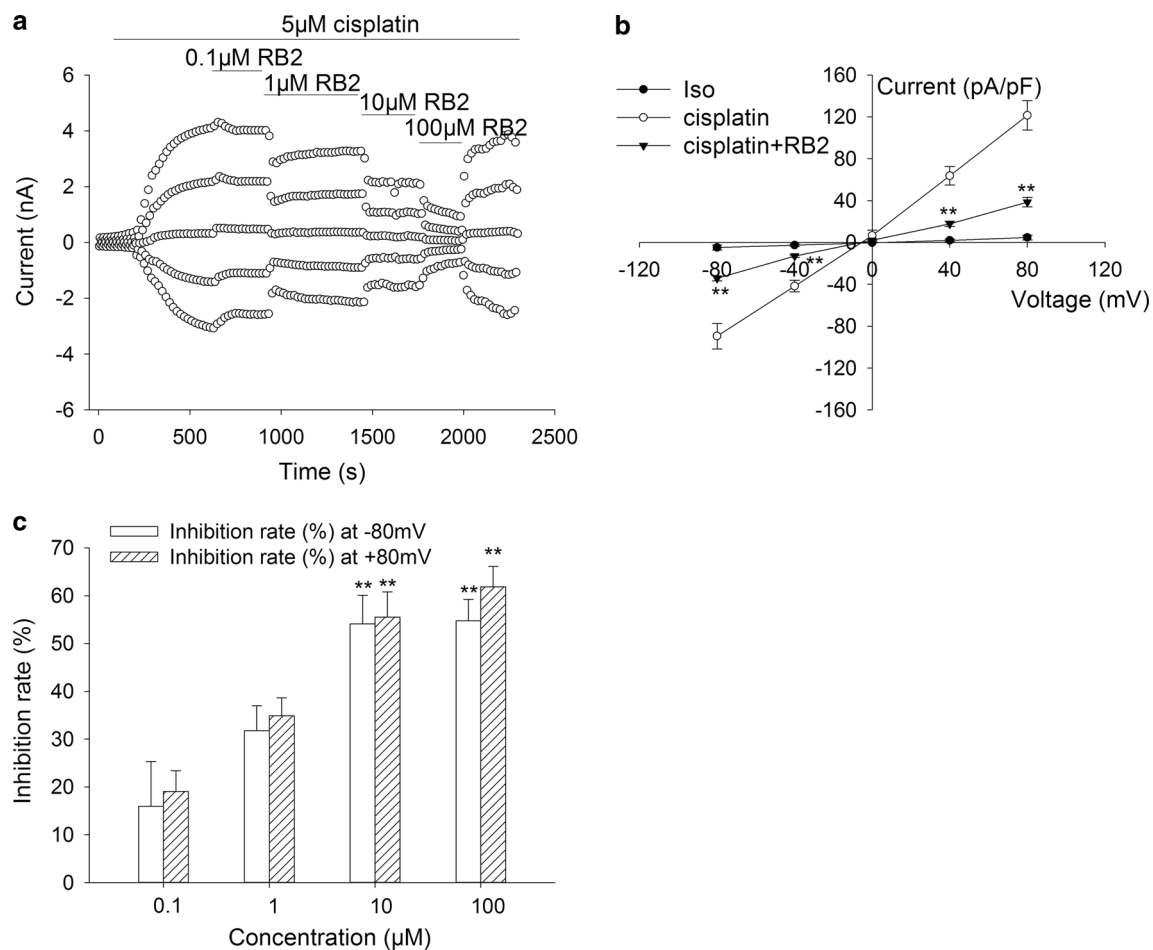 a
5μM cisplatin
0.1μM RB2
1μM RB2
10μM RB2
100μM RB2
6
4
2
0
-2
-4
-6
Current (nA)
0 500 1000 1500 2000 2500
Time (s)
b
Iso
cisplatin
cisplatin+RB2
Current (pA/pF)
160
120
80
40
-40
-80
-120
-160
-120 -80 -40 0 40 80 120
Voltage (mV)
** ** ** **
c
Inhibition rate (%) at -80mV
Inhibition rate (%) at +80mV
70
60
50
40
30
20
10
0
Inhibition rate (%)
** ** ** **
0.1 1 10 100
Concentration (μM)